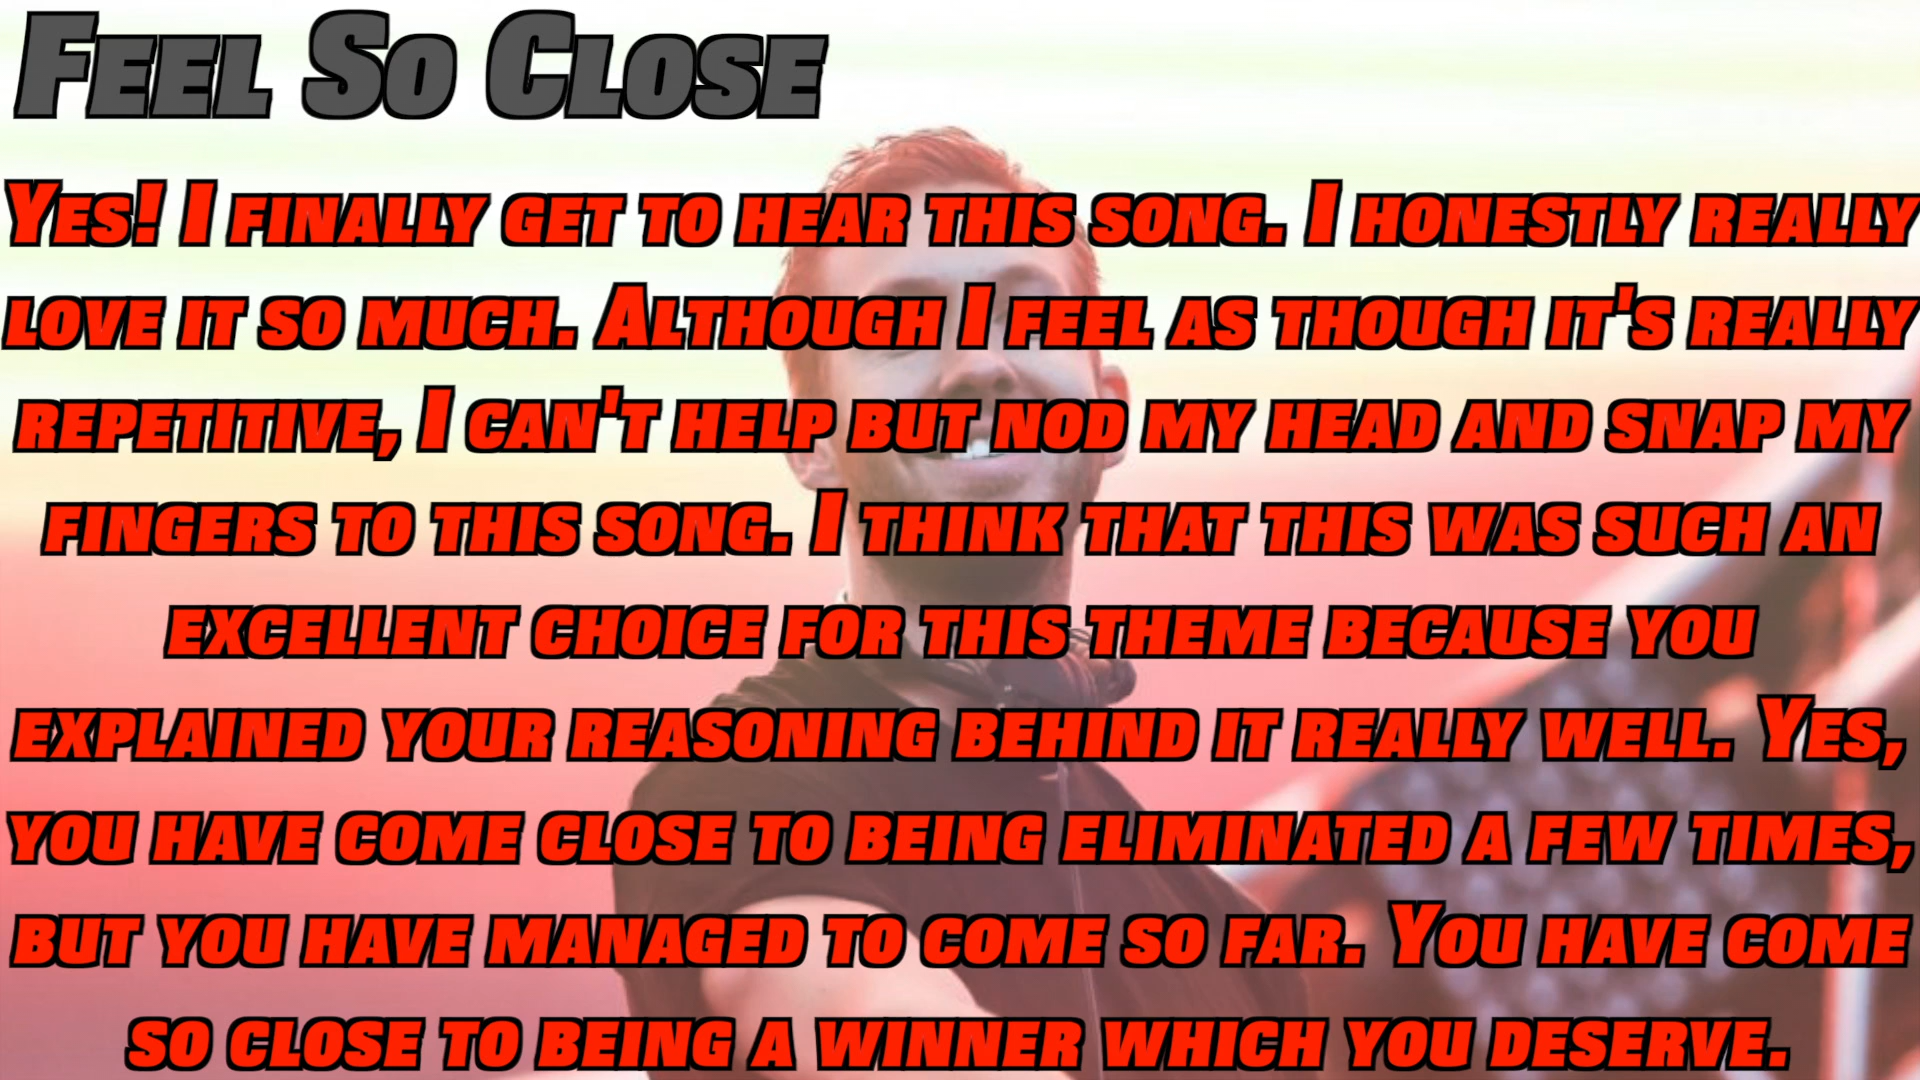 Feel So Close
Yes! I finally get to hear this song. I honestly really
love it so much. Although I feel as though it's really
repetitive, I can't help but nod my head and snap my
fingers to this song. I think that this was such an
excellent choice for this theme because you
explained your reasoning behind it really well. Yes,
you have come close to being eliminated a few times,
but you have managed to come so far. You have come
so close to being a winner which you deserve.